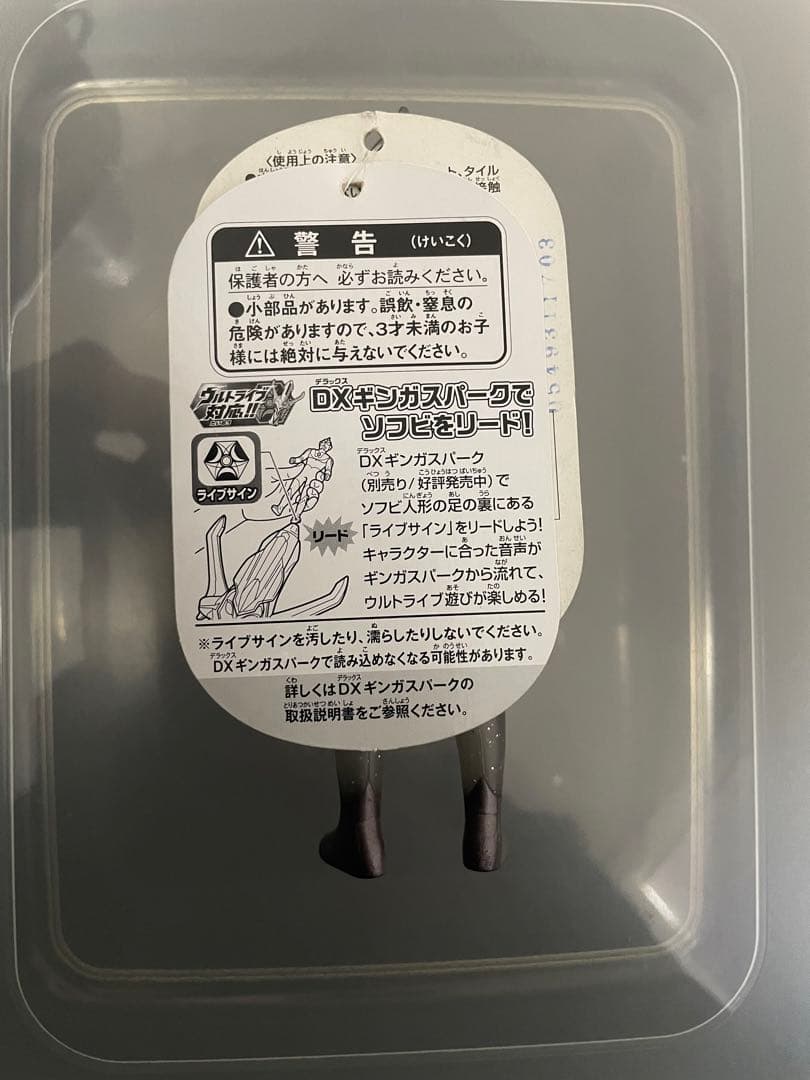 〈使用上の注意〉
ト、タイル
接触
警告 (けいこく)
保護者の方へ 必ずお読みください。
●小部品があります。誤飲・窒息の
危険がありますので、3才未満のお子
様には絶対に与えないでください。
ウルトライブ
対応!!
DXギンガスパークで
ソフビをリード!
ライブサイン
リード
DXギンガスパーク
(別売り/好評発売中)で
ソフビ人形の足の裏にある
「ライブサイン」をリードしよう!
キャラクターに合った音声が
ギンガスパークから流れて、
ウルトライブ遊びが楽しめる!
※ライブサインを汚したり、濡らしたりしないでください。
DXギンガスパークで読み込めなくなる可能性があります。
詳しくはDXギンガスパークの
取扱説明書をご参照ください。